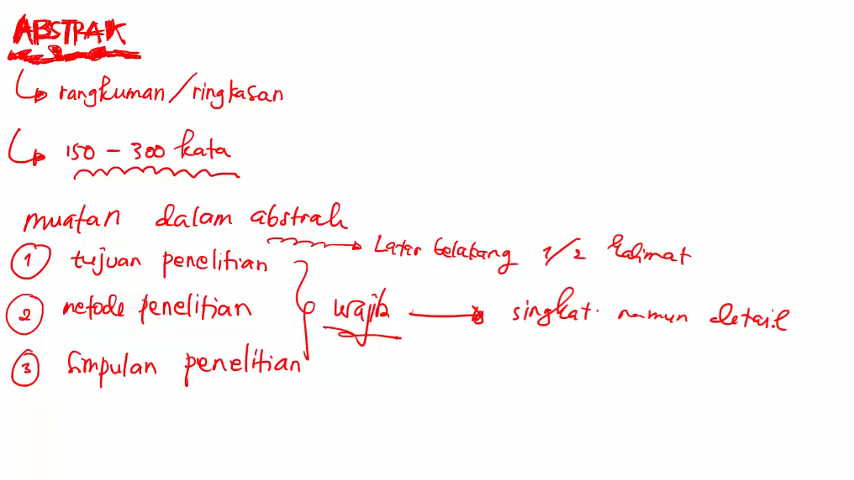 ABSTRAK
rangkuman/ringkasan
150 - 300 kata
muatan dalam abstrak
Latar belakang 1/2 kalimat
1 tujuan penelitian
2 metode penelitian
wajib
singkat namun detail
3 simpulan penelitian